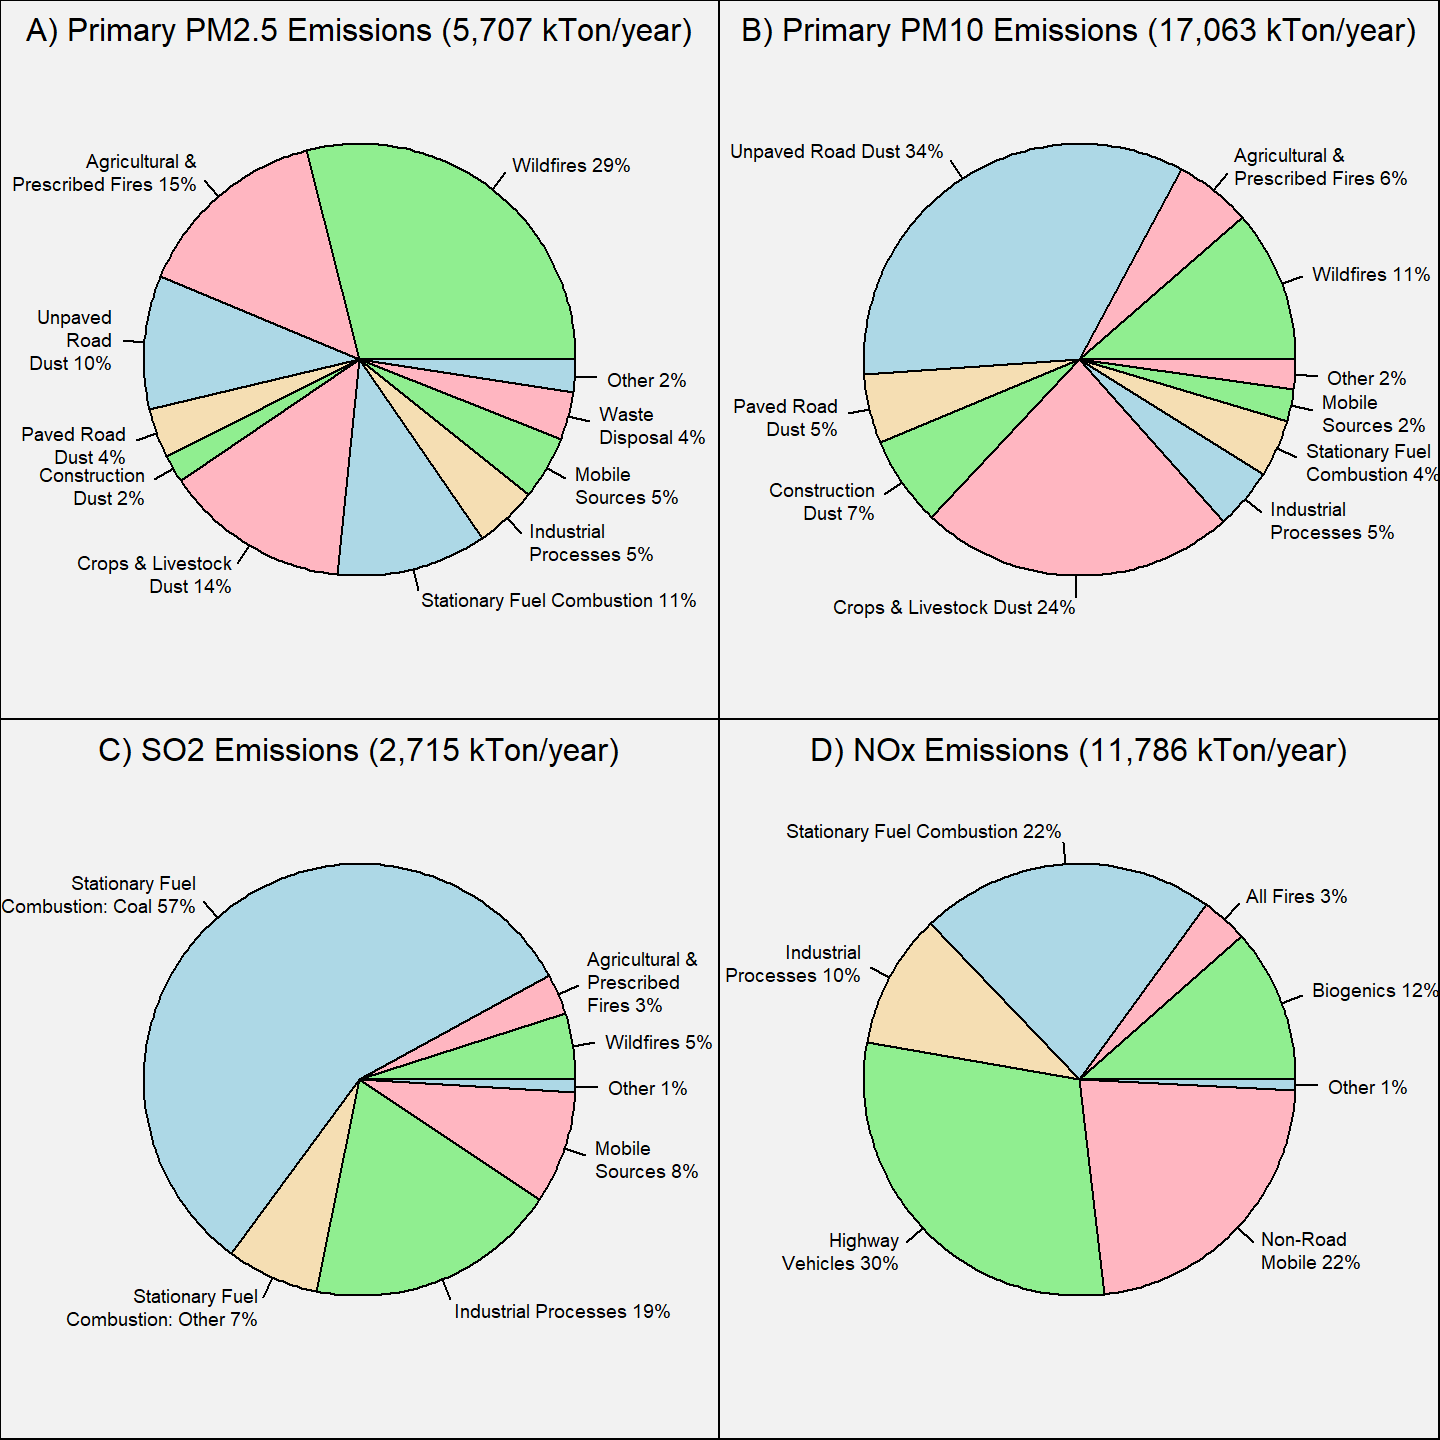 A) Primary PM2.5 Emissions (5,707 kTon/year)
Agricultural &
Prescribed Fires 15%
Wildfires 29%
Unpaved
Road
Dust 10%
Other 2%
Waste
Disposal 4%
Paved Road
Dust 4%
Construction
Dust 2%
Mobile
Sources 5%
Industrial
Processes 5%
Crops & Livestock
Dust 14%
Stationary Fuel Combustion 11%
B) Primary PM10 Emissions (17,063 kTon/year)
Unpaved Road Dust 34%
Agricultural &
Prescribed Fires 6%
Wildfires 11%
Other 2%
Mobile
Sources 2%
Paved Road
Dust 5%
Stationary Fuel
Combustion 4%
Construction
Dust 7%
Industrial
Processes 5%
Crops & Livestock Dust 24%
C) SO2 Emissions (2,715 kTon/year)
Stationary Fuel
Combustion: Coal 57%
Agricultural &
Prescribed
Fires 3%
Wildfires 5%
Other 1%
Mobile
Sources 8%
Stationary Fuel
Combustion: Other 7%
Industrial Processes 19%
D) NOx Emissions (11,786 kTon/year)
Stationary Fuel Combustion 22%
All Fires 3%
Industrial
Processes 10%
Biogenics 12%
Other 1%
Highway
Vehicles 30%
Non-Road
Mobile 22%